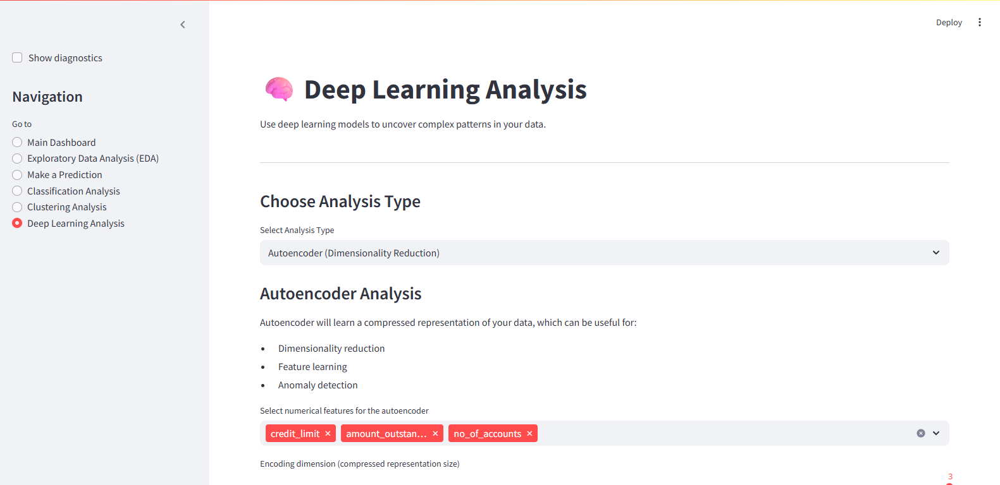 Deploy
Show diagnostics
Navigation
Go to
Main Dashboard
Exploratory Data Analysis (EDA)
Make a Prediction
Classification Analysis
Clustering Analysis
Deep Learning Analysis
Deep Learning Analysis
Use deep learning models to uncover complex patterns in your data.
Choose Analysis Type
Select Analysis Type
Autoencoder (Dimensionality Reduction)
Autoencoder Analysis
Autoencoder will learn a compressed representation of your data, which can be useful for:
• Dimensionality reduction
• Feature learning
• Anomaly detection
Select numerical features for the autoencoder
credit_limit × amount_outstan... × no_of_accounts ×
Encoding dimension (compressed representation size)
3